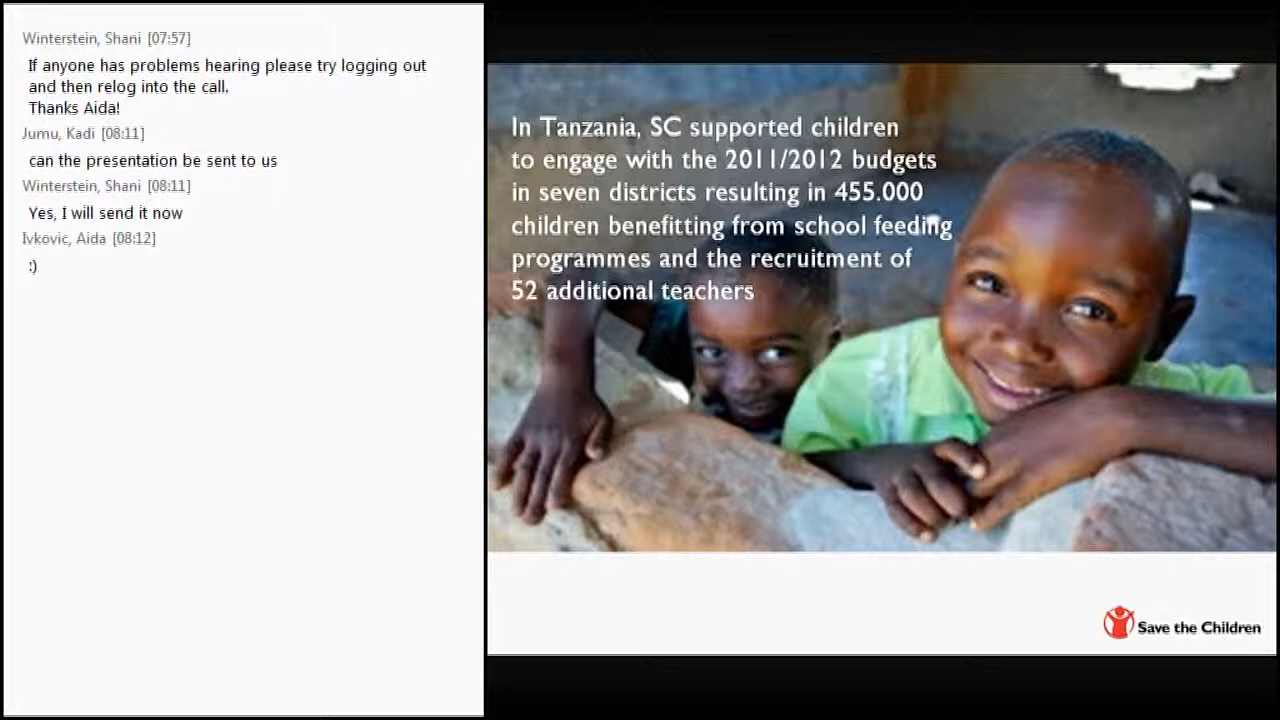 Winterstein, Shani [07:57]
If anyone has problems hearing please try logging out
and then relog into the call.
Thanks Aida!
Jumu, Kadi [08:11]
can the presentation be sent to us
Winterstein, Shani [08:11]
Yes, I will send it now
Ivkovic, Aida [08:12]
:)
In Tanzania, SC supported children
to engage with the 2011/2012 budgets
in seven districts resulting in 455.000
children benefitting from school feeding
programmes and the recruitment of
52 additional teachers
Save the Children